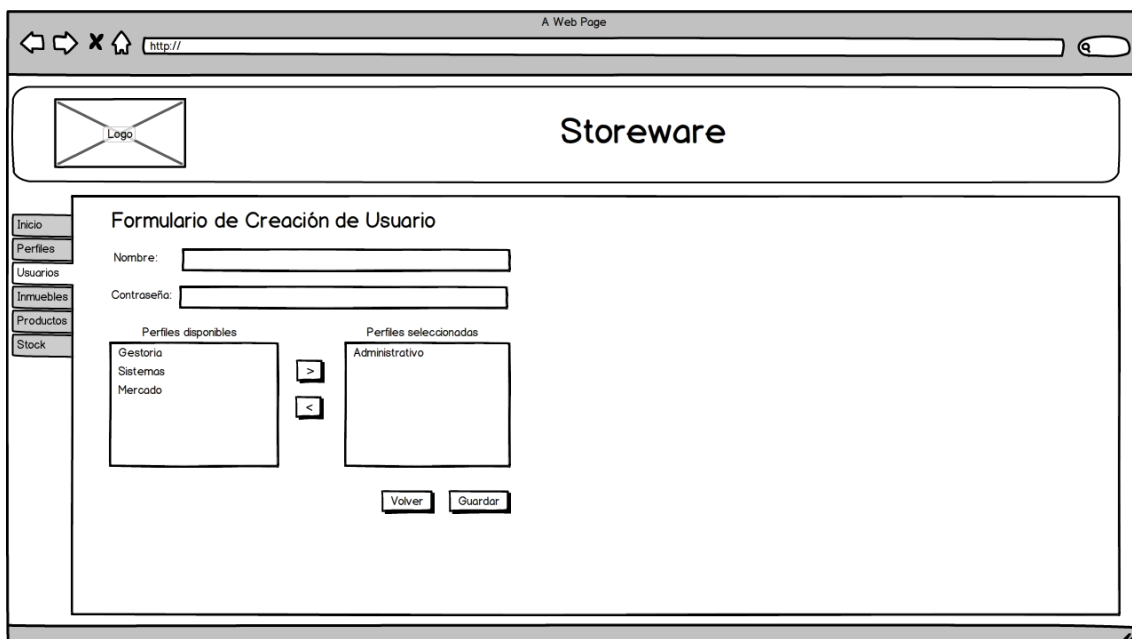 A Web Page
http://
Logo
Storeware
Inicio
Perfiles
Usuarios
Inmuebles
Productos
Stock
Formulario de Creación de Usuario
Nombre:
Contraseña:
Perfiles disponibles
Gestoria
Sistemas
Mercado
>
<
Perfiles seleccionadas
Administrativo
Volver
Guardar